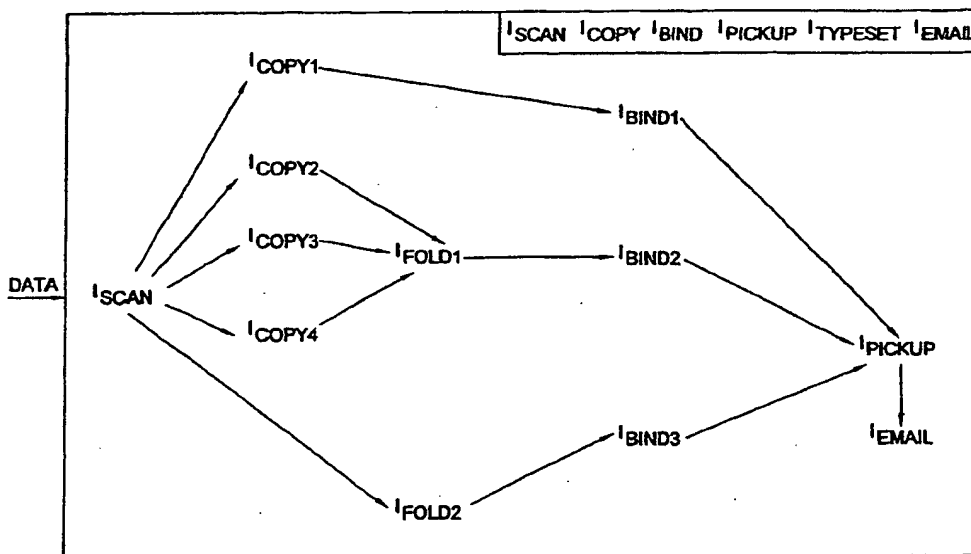 ISCAN ICOPY IBIND IPICKUP ITYPESET IEMAIL
ICOPY1
IBIND1
ICOPY2
ICOPY3
IFOLD1
IBIND2
DATA
ISCAN
ICOPY4
IPICKUP
IBIND3
IEMAIL
IFOLD2